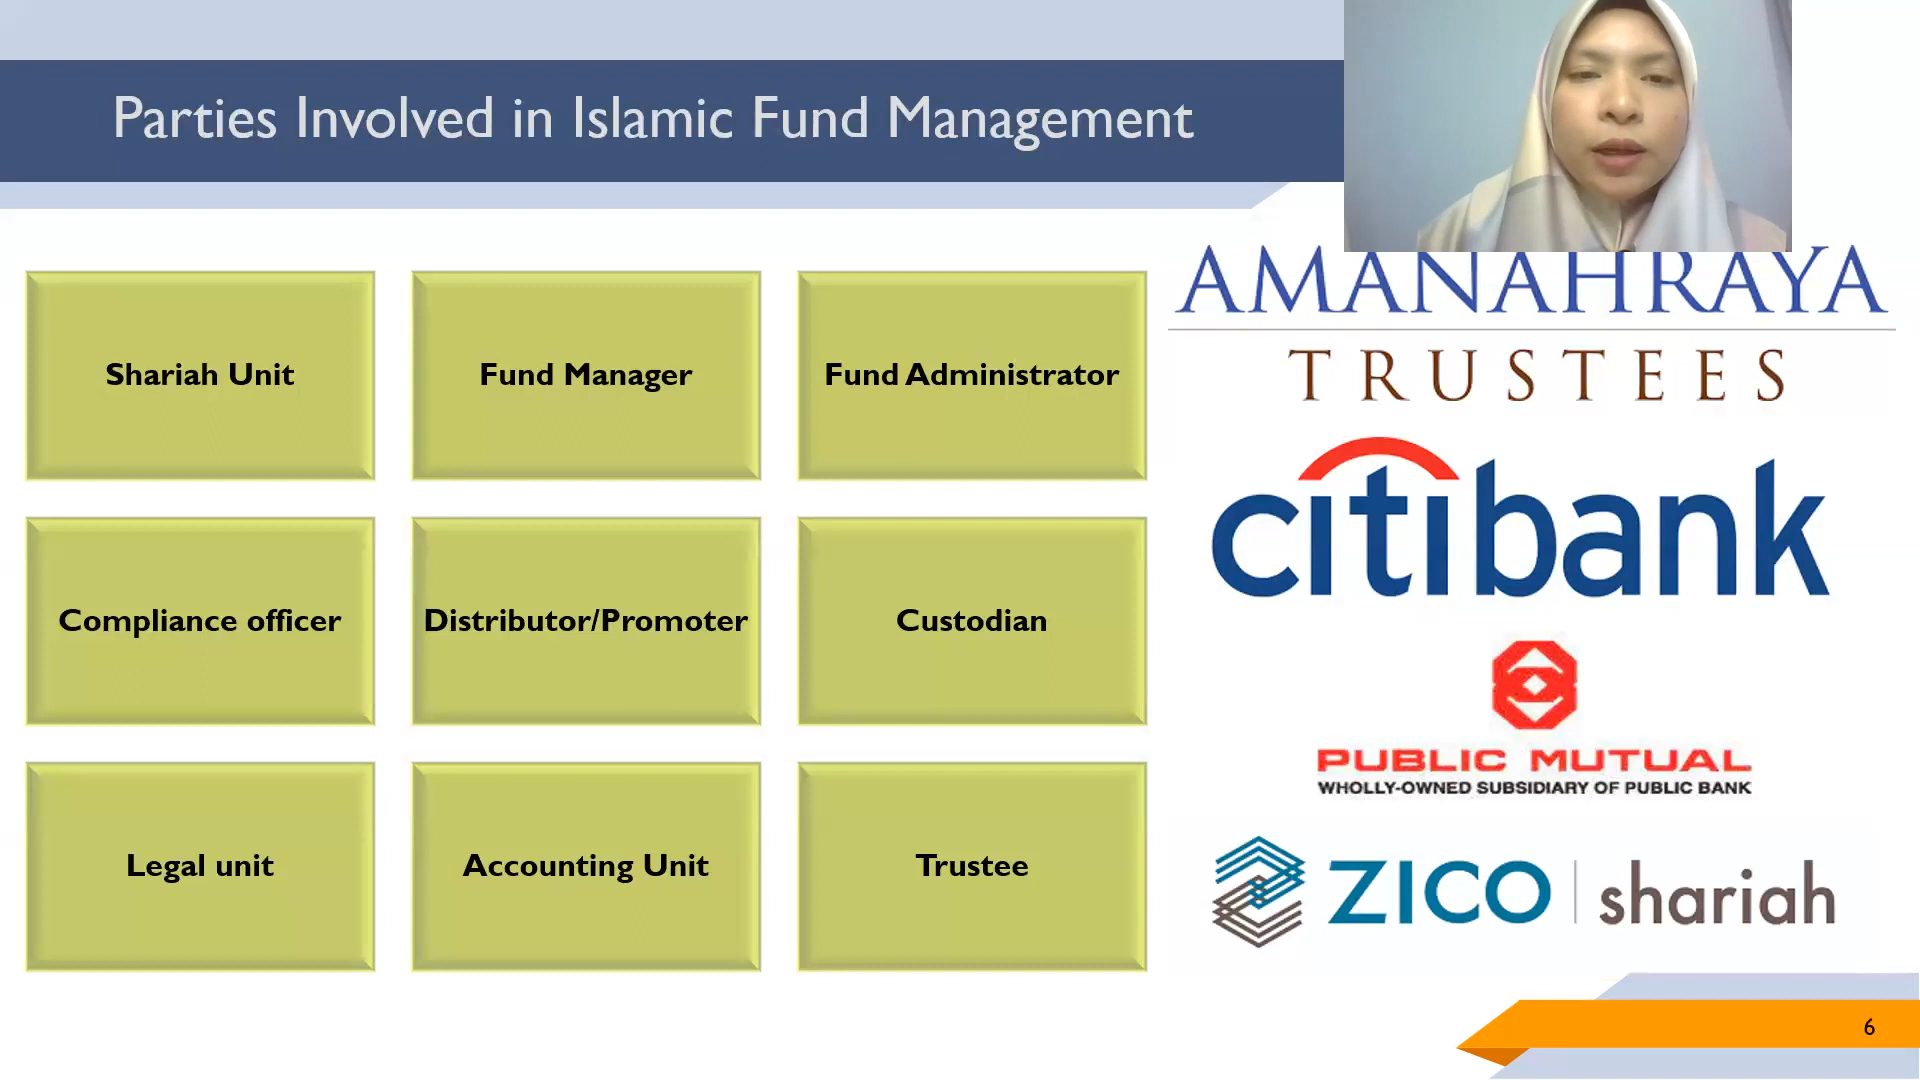 Parties Involved in Islamic Fund Management
Shariah Unit
Fund Manager
Fund Administrator
Compliance officer
Distributor/Promoter
Custodian
Legal unit
Accounting Unit
Trustee
AMANAHRAYA
TRUSTEES
citibank
PUBLIC MUTUAL
WHOLLY-OWNED SUBSIDIARY OF PUBLIC BANK
ZICO shariah
6